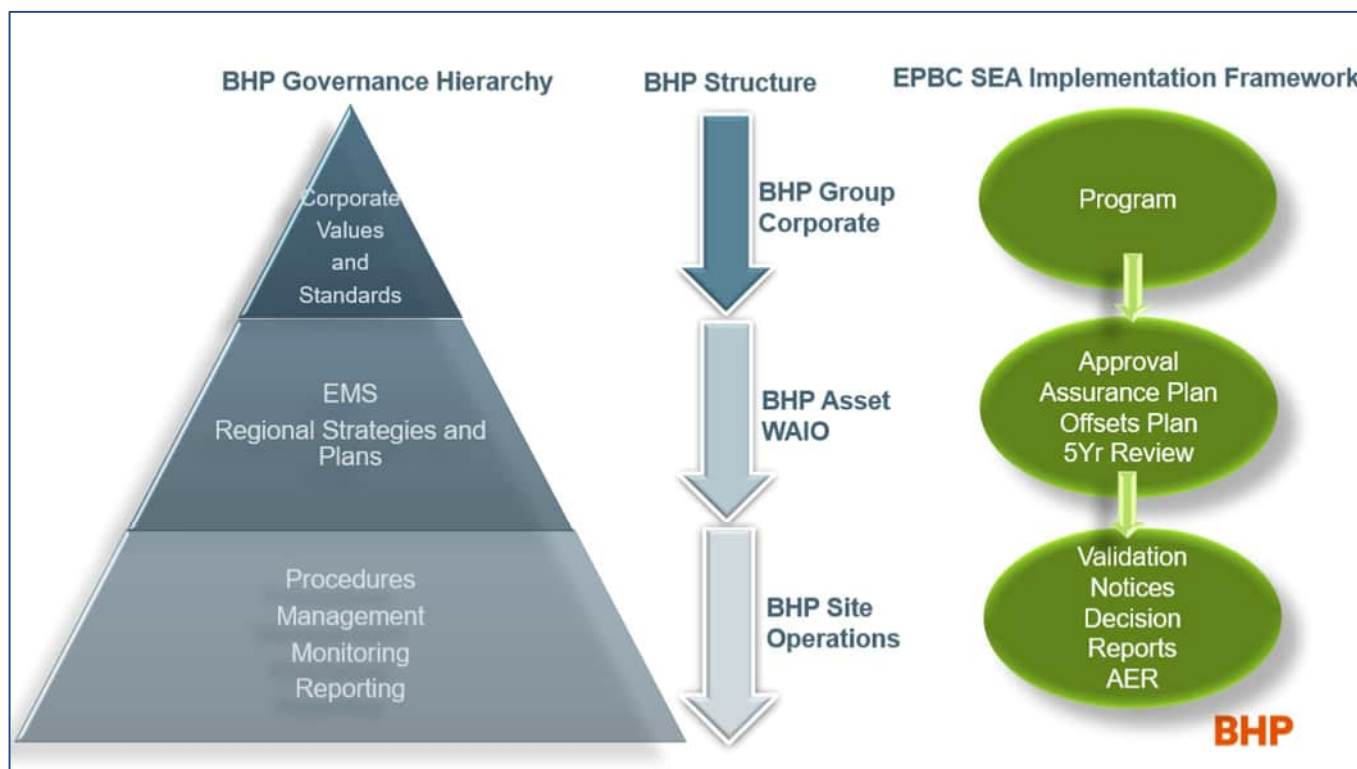 BHP Governance Hierarchy
BHP Structure
EPBC SEA Implementation Framework
Corporate
Values
and
Standards
BHP Group
Corporate
Program
EMS
Regional Strategies and
Plans
BHP Asset
WAIO
Approval
Assurance Plan
Offsets Plan
5Yr Review
Procedures
Management
Monitoring
Reporting
BHP Site
Operations
Validation
Notices
Decision
Reports
AER
BHP